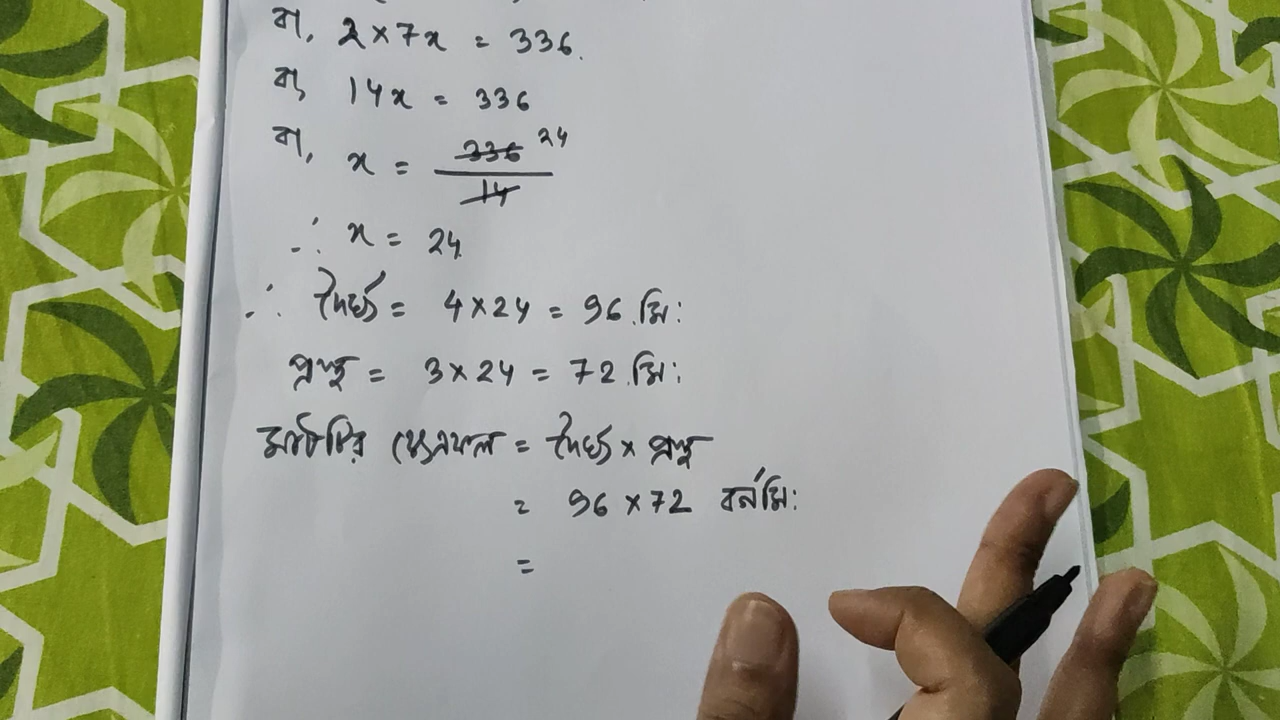 বা, 2 × 7x = 336.
বা, 14x = 336
বা, x = 336 24 / 14
∴ x = 24
∴ দৈর্ঘ্য = 4 × 24 = 96 মি:
প্রস্থ = 3 × 24 = 72 মি:
মাঠটির ক্ষেত্রফল = দৈর্ঘ্য × প্রস্থ
= 96 × 72 বর্গমি:
=